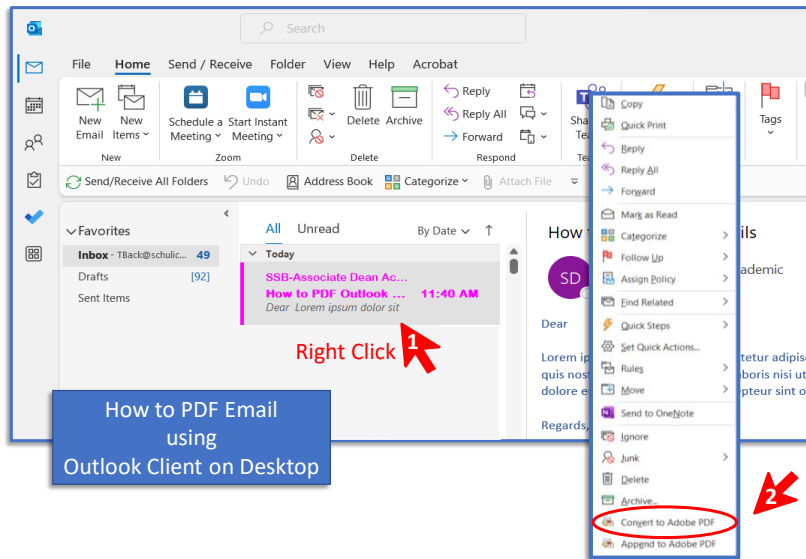 Search
File Home Send / Receive Folder View Help Acrobat
New Email
New Items
New
Schedule a Meeting
Start Instant Meeting
Zoom
Delete
Archive
Delete
Reply
Reply All
Forward
Respond
Tags
Send/Receive All Folders Undo Address Book Categorize Attach File
Favorites
Inbox - TBack@schulic... 49
Drafts [92]
Sent Items
All Unread By Date
Today
SSB-Associate Dean Ac...
How to PDF Outlook ... 11:40 AM
Dear Lorem ipsum dolor sit
Right Click 1
How to PDF Email
using
Outlook Client on Desktop
How
SD
Dear
Lorem
dolore
Regards,
Copy
Quick Print
Reply
Reply All
Forward
Mark as Read
Categorize
Follow Up
Assign Policy
Find Related
Quick Steps
Set Quick Actions...
Rules
Move
Send to OneNote
Ignore
Junk
Delete
Archive...
Convert to Adobe PDF
Append to Adobe PDF
2